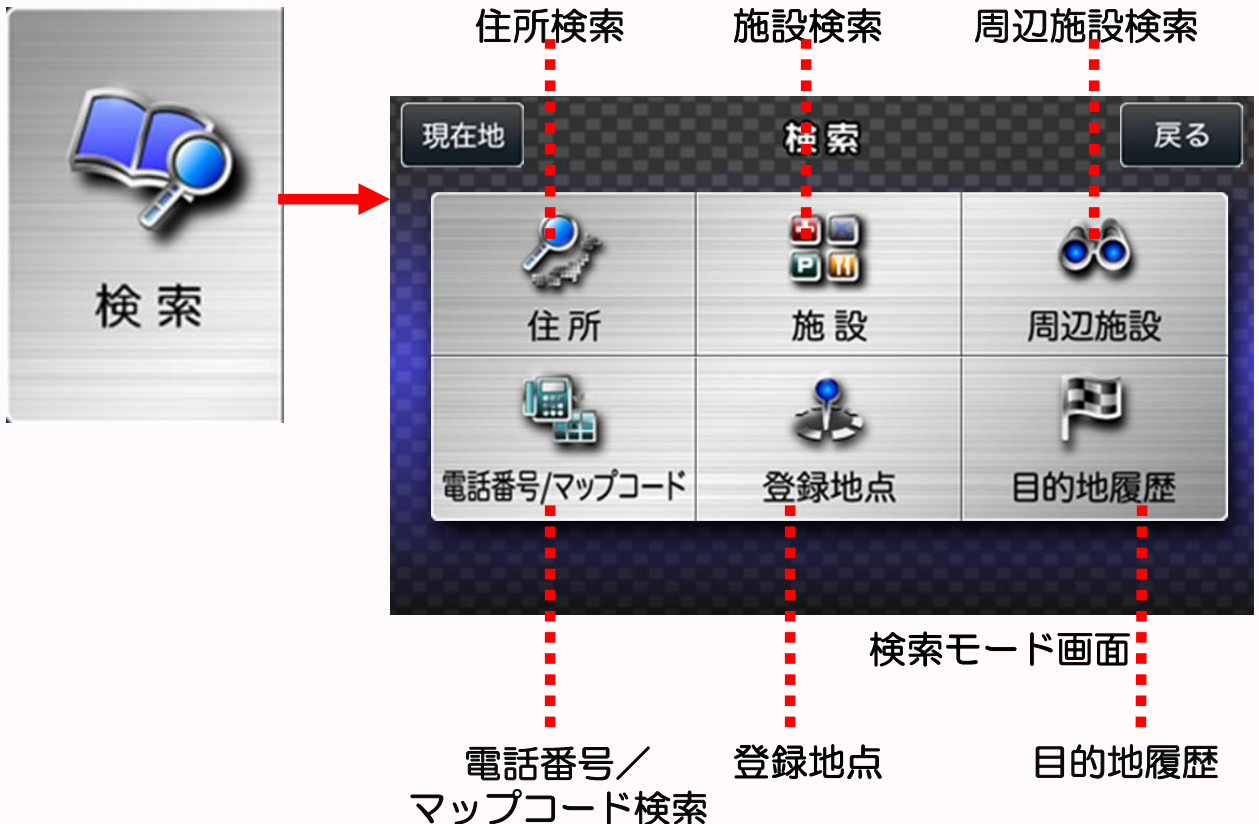 住所検索
施設検索
周辺施設検索
現在地
検索
戻る
検索
住所
施設
周辺施設
電話番号/マップコード
登録地点
目的地履歴
検索モード画面
電話番号／
マップコード検索
登録地点
目的地履歴